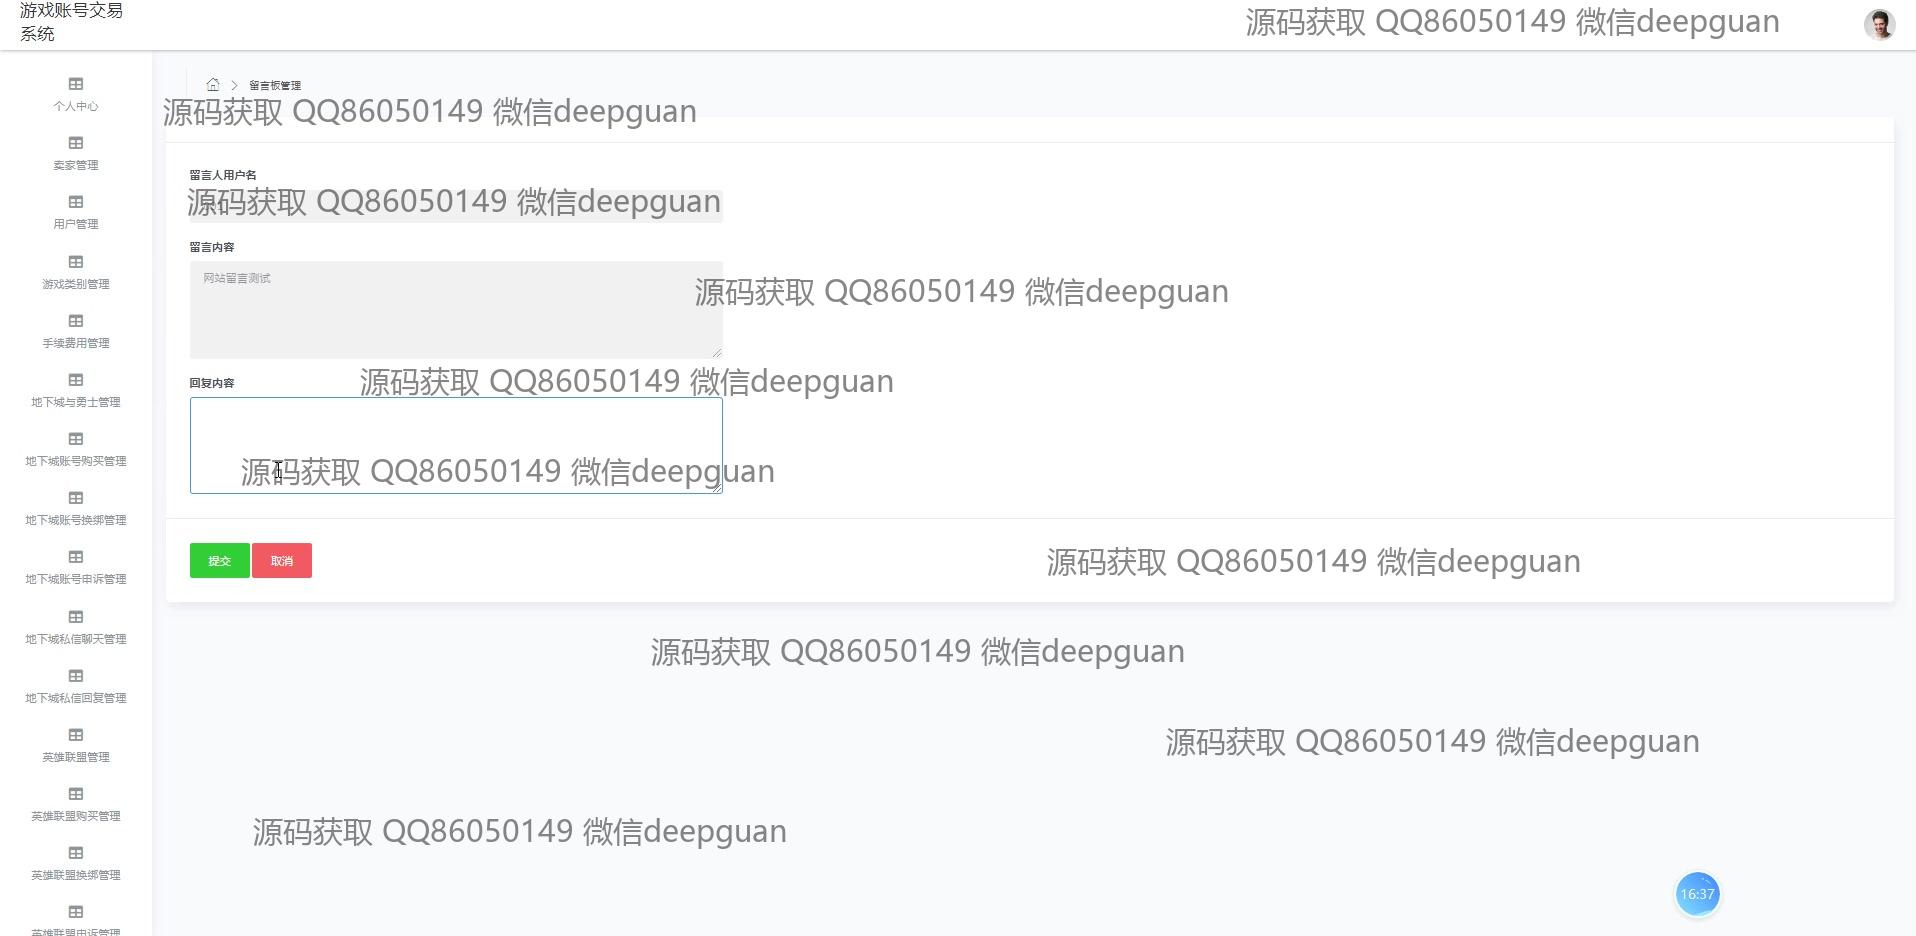 游戏账号交易
系统
源码获取 QQ86050149 微信deepguan
个人中心
卖家管理
用户管理
游戏类别管理
手续费用管理
地下城与勇士管理
地下城账号购买管理
地下城账号换绑管理
地下城账号申诉管理
地下城私信聊天管理
地下城私信回复管理
英雄联盟管理
英雄联盟购买管理
英雄联盟换绑管理
英雄联盟申诉管理
留言板管理
源码获取 QQ86050149 微信deepguan
留言人用户名
源码获取 QQ86050149 微信deepguan
留言内容
网站留言测试
源码获取 QQ86050149 微信deepguan
回复内容
源码获取 QQ86050149 微信deepguan
源码获取 QQ86050149 微信deepguan
提交
取消
源码获取 QQ86050149 微信deepguan
源码获取 QQ86050149 微信deepguan
源码获取 QQ86050149 微信deepguan
源码获取 QQ86050149 微信deepguan
16:37